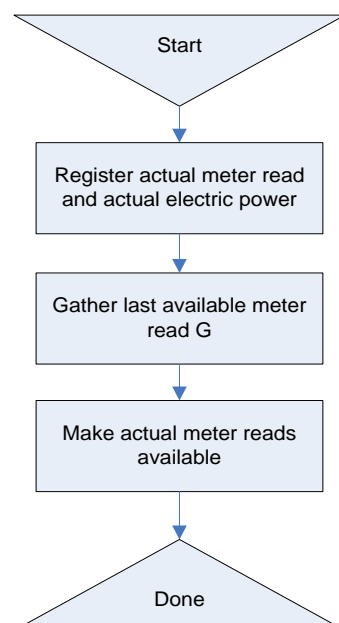 Start
Register actual meter read
and actual electric power
Gather last available meter
read G
Make actual meter reads
available
Done